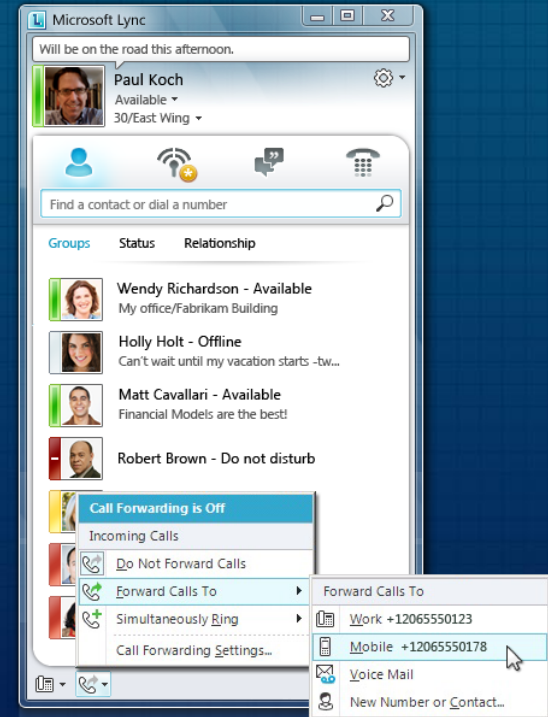 Microsoft Lync
Will be on the road this afternoon.
Paul Koch
Available
30/East Wing
Find a contact or dial a number
Groups Status Relationship
Wendy Richardson - Available
My office/Fabrikam Building
Holly Holt - Offline
Can't wait until my vacation starts -tw...
Matt Cavallari - Available
Financial Models are the best!
Robert Brown - Do not disturb
Call Forwarding is Off
Incoming Calls
Do Not Forward Calls
Forward Calls To
Simultaneously Ring
Call Forwarding Settings...
Forward Calls To
Work +12065550123
Mobile +12065550178
Voice Mail
New Number or Contact...